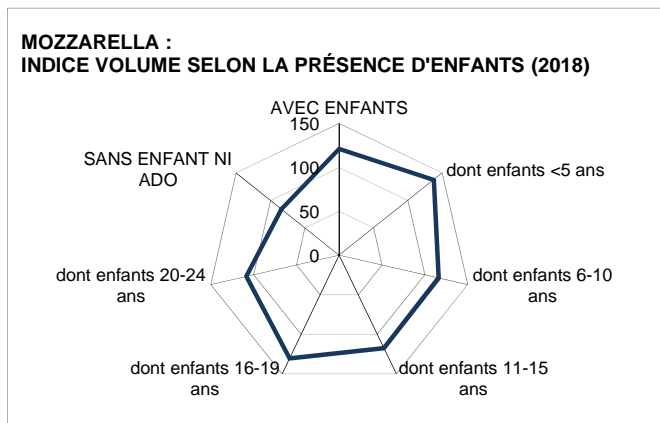 MOZZARELLA :
INDICE VOLUME SELON LA PRÉSENCE D'ENFANTS (2018)
AVEC ENFANTS
150
100
50
0
dont enfants <5 ans
dont enfants 6-10
ans
dont enfants 11-15
ans
dont enfants 16-19
ans
dont enfants 20-24
ans
SANS ENFANT NI
ADO